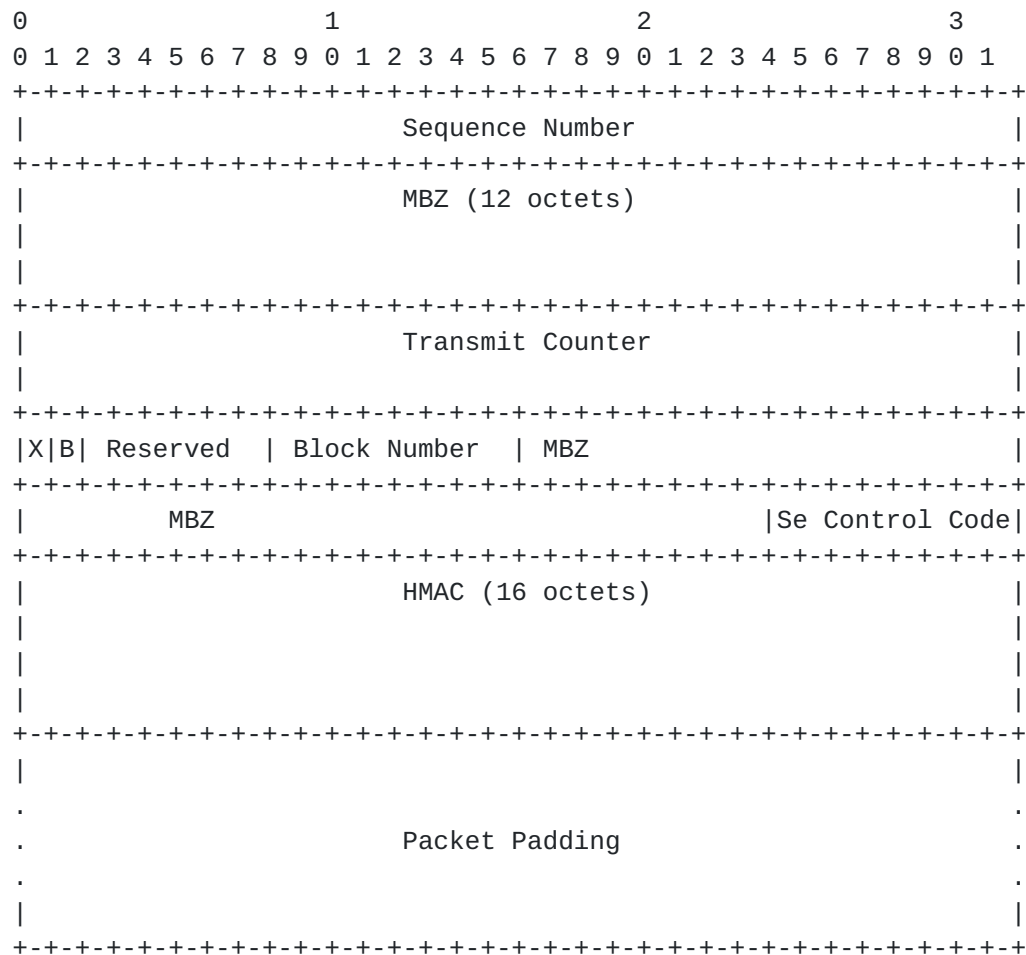 0                   1                   2                   3
0 1 2 3 4 5 6 7 8 9 0 1 2 3 4 5 6 7 8 9 0 1 2 3 4 5 6 7 8 9 0 1
+-+-+-+-+-+-+-+-+-+-+-+-+-+-+-+-+-+-+-+-+-+-+-+-+-+-+-+-+-+-+-+-+
|                        Sequence Number                        |
+-+-+-+-+-+-+-+-+-+-+-+-+-+-+-+-+-+-+-+-+-+-+-+-+-+-+-+-+-+-+-+-+
|                        MBZ (12 octets)                        |
|                                                               |
|                                                               |
+-+-+-+-+-+-+-+-+-+-+-+-+-+-+-+-+-+-+-+-+-+-+-+-+-+-+-+-+-+-+-+-+
|                        Transmit Counter                       |
|                                                               |
+-+-+-+-+-+-+-+-+-+-+-+-+-+-+-+-+-+-+-+-+-+-+-+-+-+-+-+-+-+-+-+-+
|X|B| Reserved  | Block Number  | MBZ                           |
+-+-+-+-+-+-+-+-+-+-+-+-+-+-+-+-+-+-+-+-+-+-+-+-+-+-+-+-+-+-+-+-+
|         MBZ                                   |Se Control Code|
+-+-+-+-+-+-+-+-+-+-+-+-+-+-+-+-+-+-+-+-+-+-+-+-+-+-+-+-+-+-+-+-+
|                        HMAC (16 octets)                       |
|                                                               |
|                                                               |
|                                                               |
+-+-+-+-+-+-+-+-+-+-+-+-+-+-+-+-+-+-+-+-+-+-+-+-+-+-+-+-+-+-+-+-+
|                                                               |
.                                                               .
.                        Packet Padding                         .
.                                                               .
|                                                               |
+-+-+-+-+-+-+-+-+-+-+-+-+-+-+-+-+-+-+-+-+-+-+-+-+-+-+-+-+-+-+-+-+